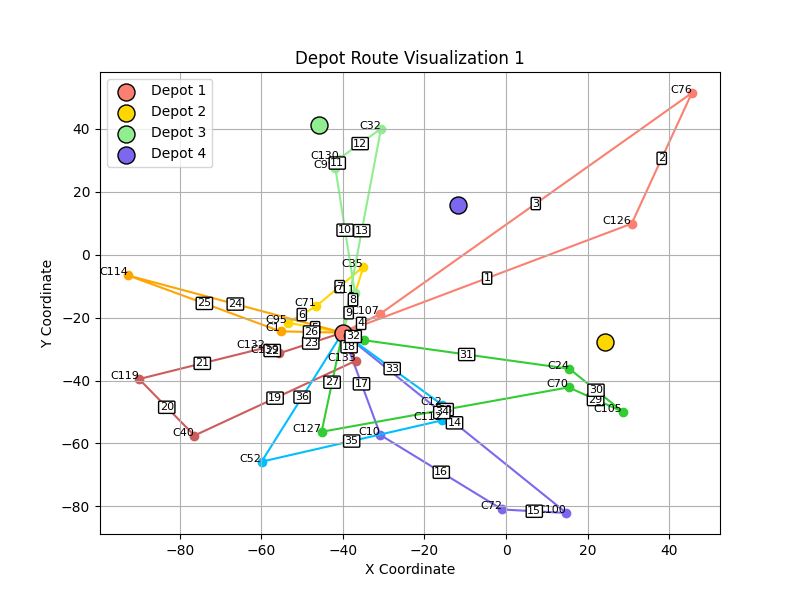 Depot Route Visualization 1
Depot 1
Depot 2
Depot 3
Depot 4
Y Coordinate
40
20
0
−20
−40
−60
−80
−80
−60
−40
−20
0
20
40
X Coordinate
C76
C32
12
C130
11
2
3
C126
10
13
C35
C114
1
7
8
25
24
C71
9
6
C107
C95
4
C1
26
32
23
C132
18
31
C133
21
C24
33
C119
27
17
C70
30
19
36
29
C12
20
C105
34
14
C127
C10
C40
35
C52
16
C72
15
C100